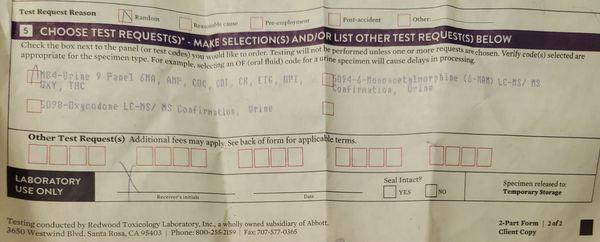 Test Request Reason Random Reasonable cause Pre-employment Post-accident Other:
5 CHOOSE TEST REQUEST(S)* - MAKE SELECTION(S) AND/OR LIST OTHER TEST REQUEST(S) BELOW
Check the box next to the panel (or test codes) you would like to order. Testing will not be performed unless one or more requests are chosen. Verify code(s) selected are
appropriate for the specimen type. For example, selecting an OF (oral fluid) code for a urine specimen will cause delays in processing.
M84-Urine 9 Panel 6MA, AMP, COC, CR, ETG, OPI,
OXY, THC
5094-6-Monoacetylmorphine (6-MAM) LC-MS/ MS
Confirmation, Urine
5098-Oxycodone LC-MS/ MS Confirmation, Urine
Other Test Request(s) Additional fees may apply. See back of form for applicable terms.
LABORATORY
USE ONLY
X
Receiver's initials
Date
Seal Intact?
YES NO
Specimen released to:
Temporary Storage
Testing conducted by Redwood Toxicology Laboratory, Inc., a wholly owned subsidiary of Abbott.
3650 Westwind Blvd. Santa Rosa, CA 95403 | Phone: 800-255-2159 | Fax: 707-577-0365
2-Part Form | 2 of 2
Client Copy